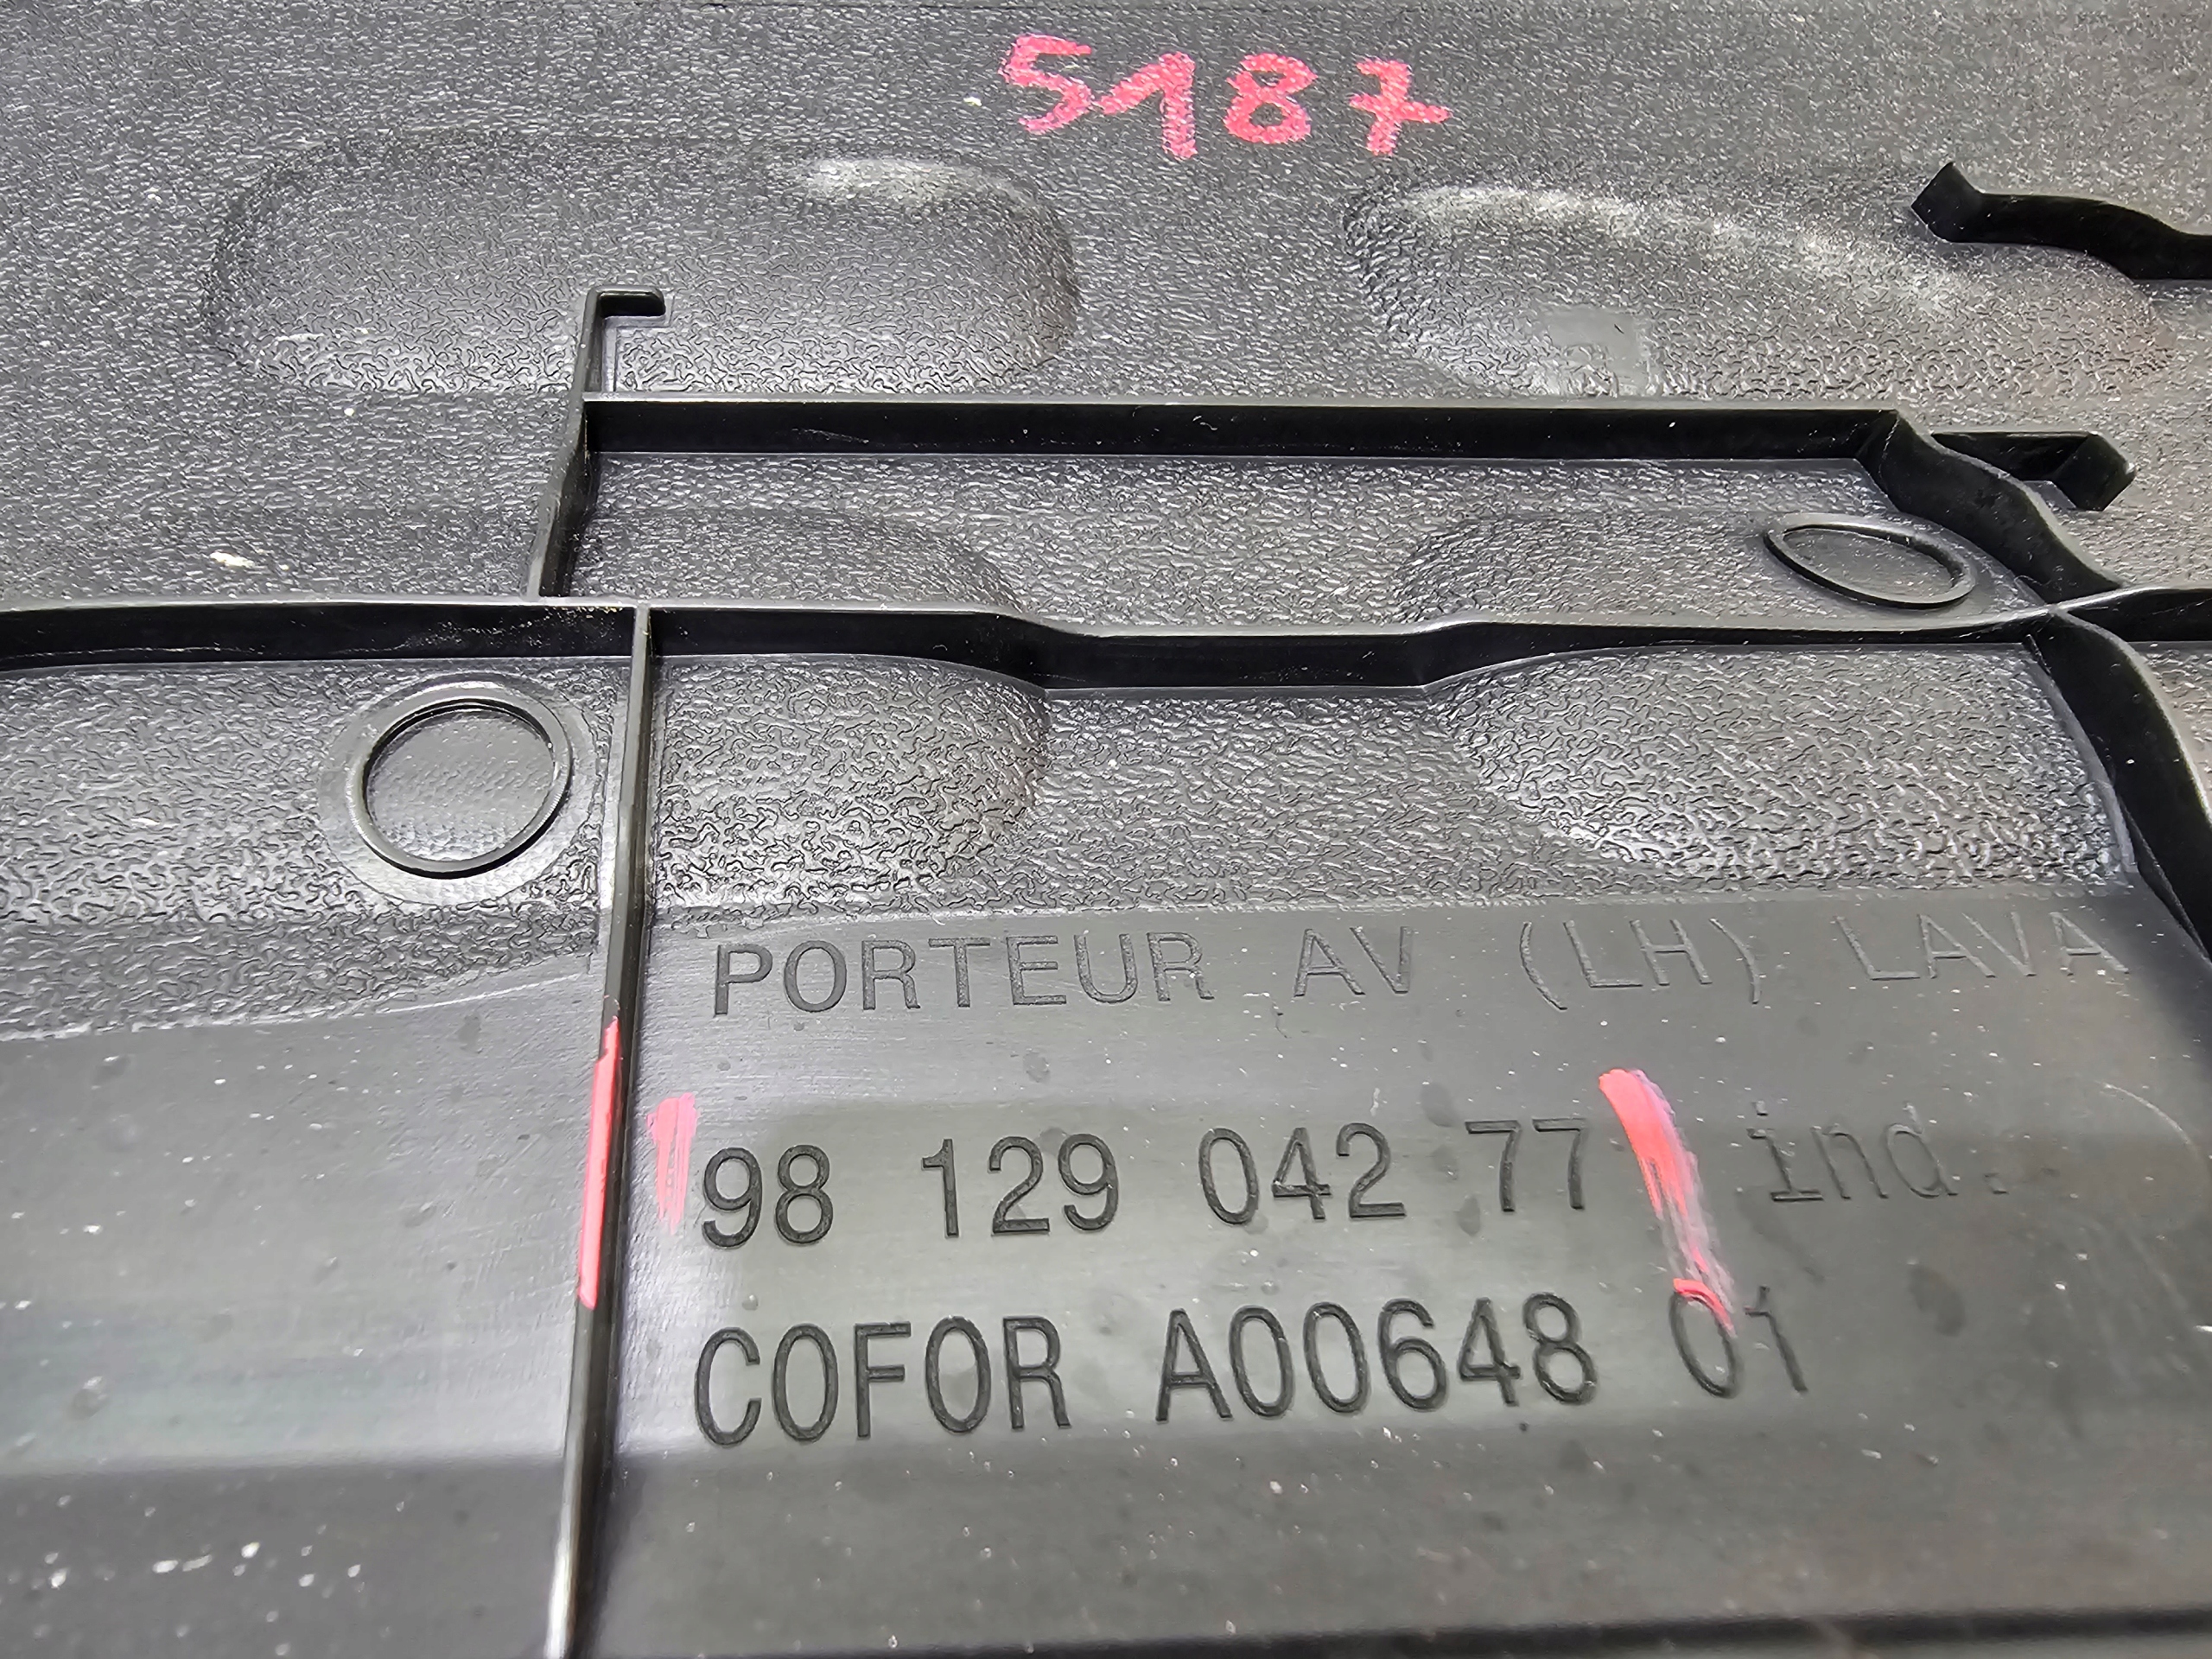 5187
PORTEUR AV (LH) LAVA
98 129 042 77 ind.
COFOR A00648 01